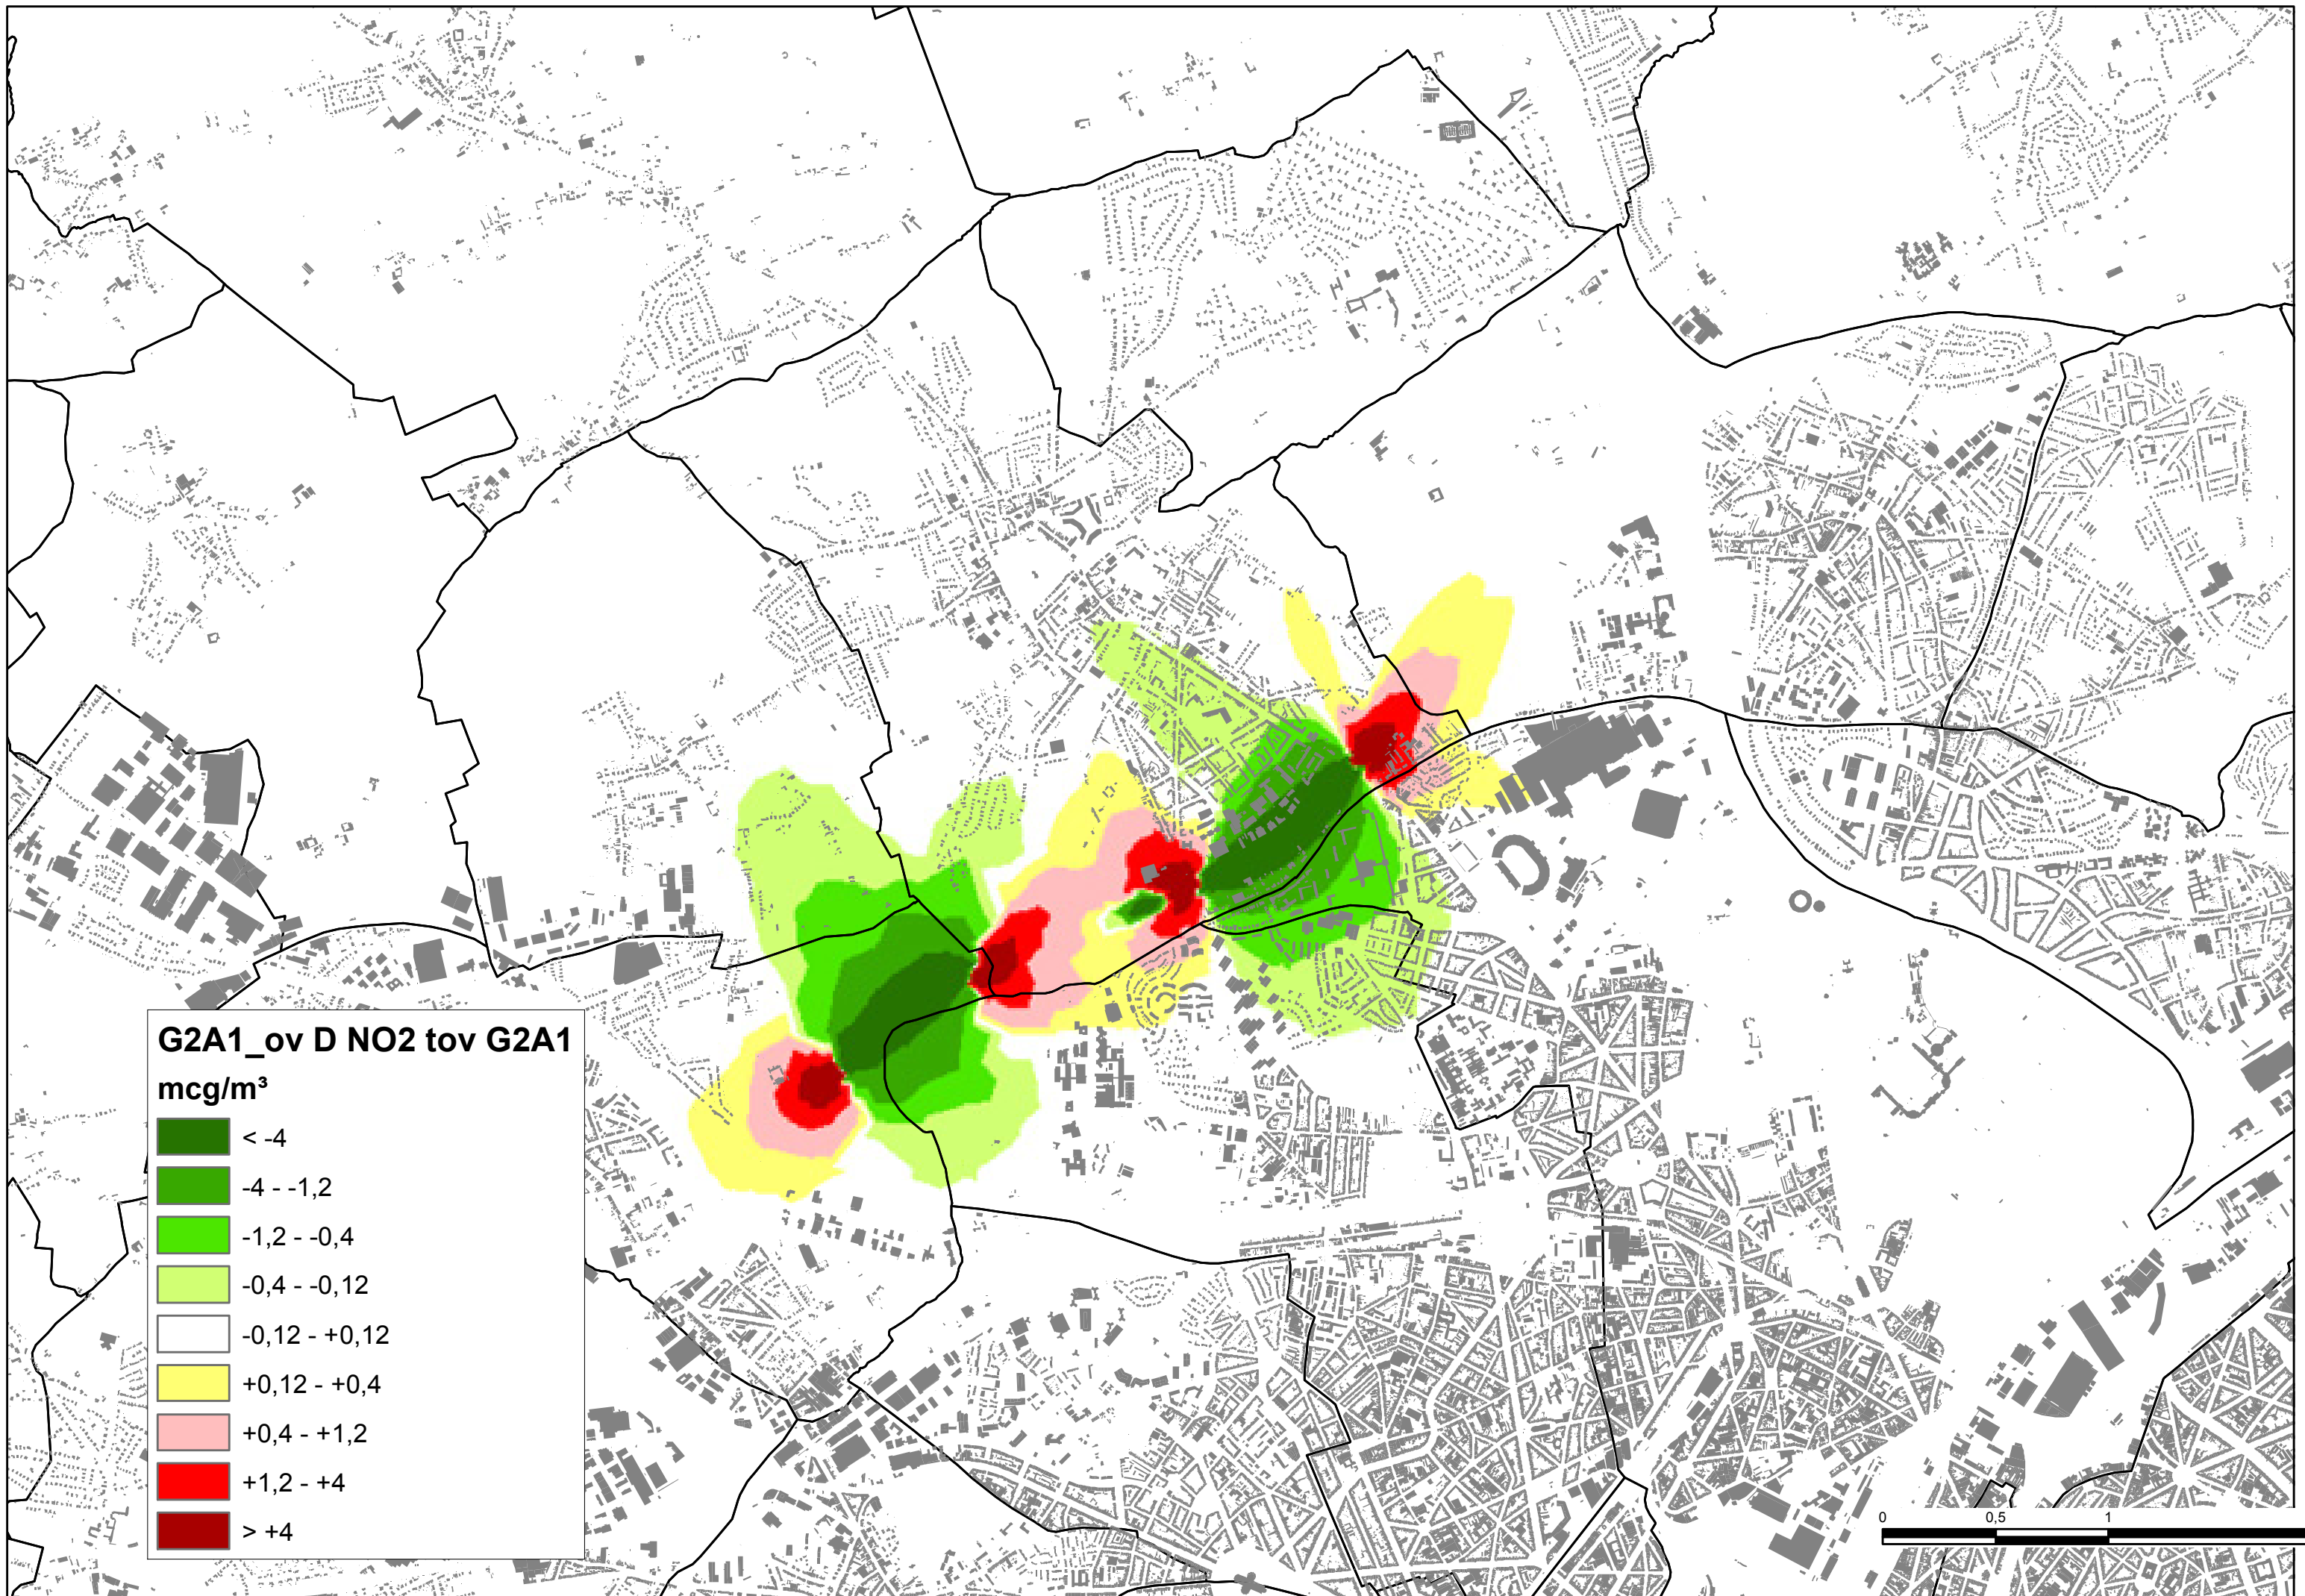 G2A1_ov D NO2 tov G2A1
mcg/m³
< -4
-4 - -1,2
-1,2 - -0,4
-0,4 - -0,12
-0,12 - +0,12
+0,12 - +0,4
+0,4 - +1,2
+1,2 - +4
> +4
0 0,5 1